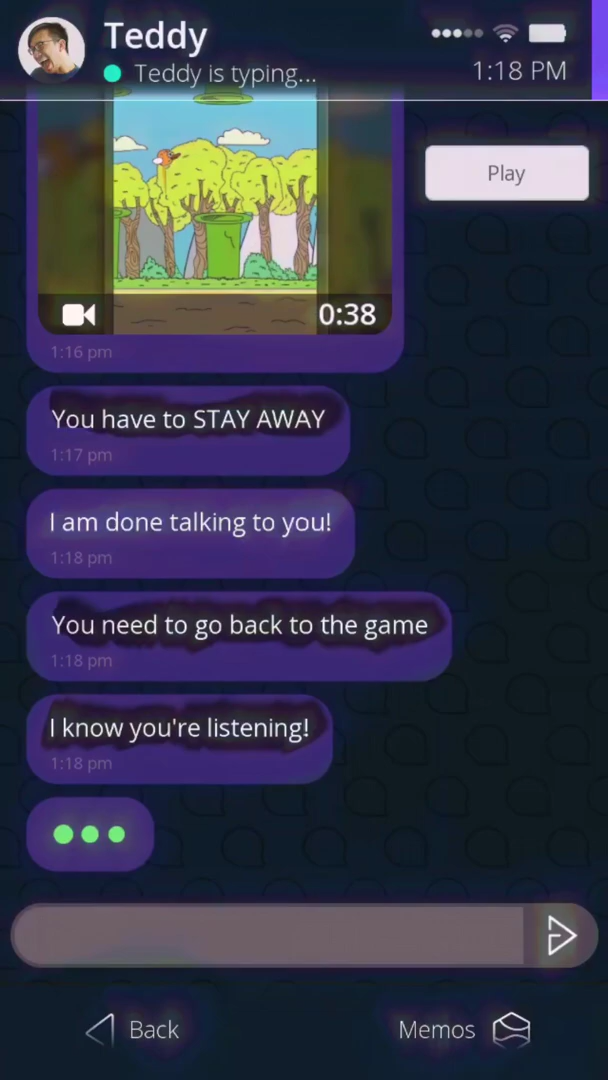 Teddy
Teddy is typing...
1:18 PM
Play
0:38
1:16 pm
You have to STAY AWAY
1:17 pm
I am done talking to you!
1:18 pm
You need to go back to the game
1:18 pm
I know you're listening!
1:18 pm
Back
Memos